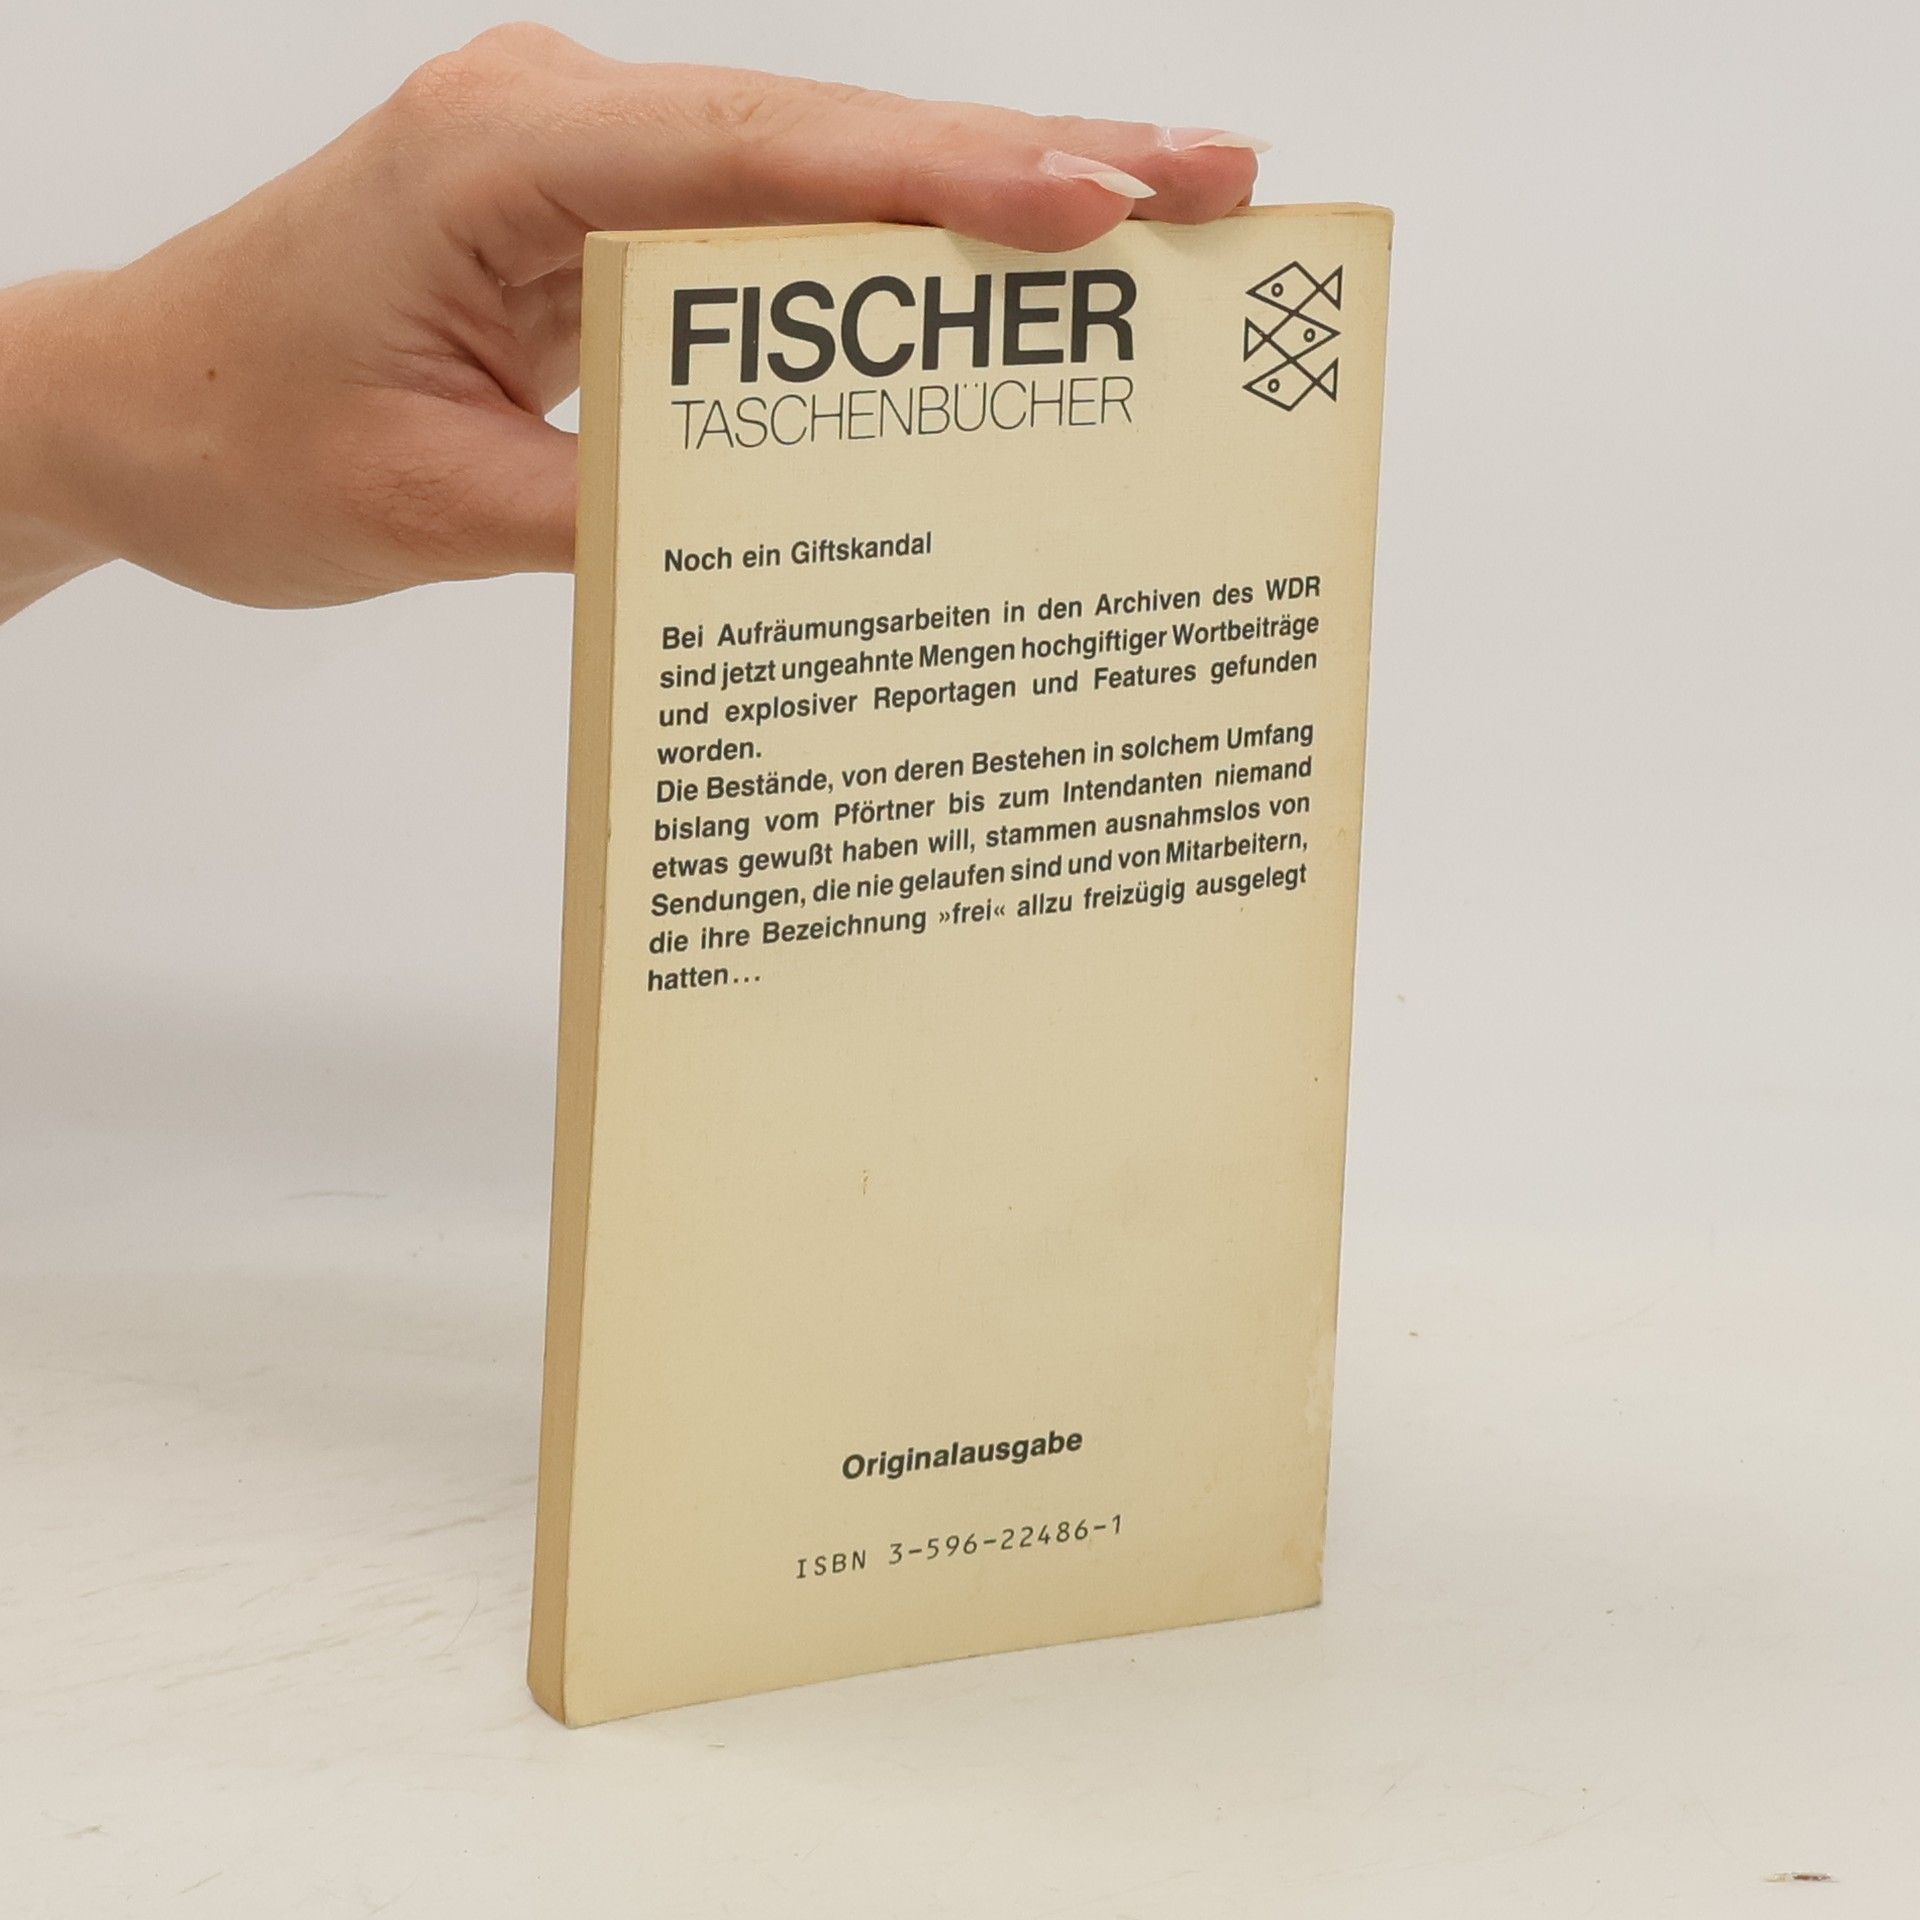 FISCHER
TASCHENBÜCHER
Noch ein Giftskandal
Bei Aufräumungsarbeiten in den Archiven des WDR
sind jetzt ungeahnte Mengen hochgiftiger Wortbeiträge
und explosiver Reportagen und Features gefunden
worden.
Die Bestände, von deren Bestehen in solchem Umfang
bislang vom Pförtner bis zum Intendanten niemand
etwas gewußt haben will, stammen ausnahmslos von
Sendungen, die nie gelaufen sind und von Mitarbeitern,
die ihre Bezeichnung »frei« allzu freizügig ausgelegt
hatten...
Originalausgabe
ISBN 3-596-22486-1